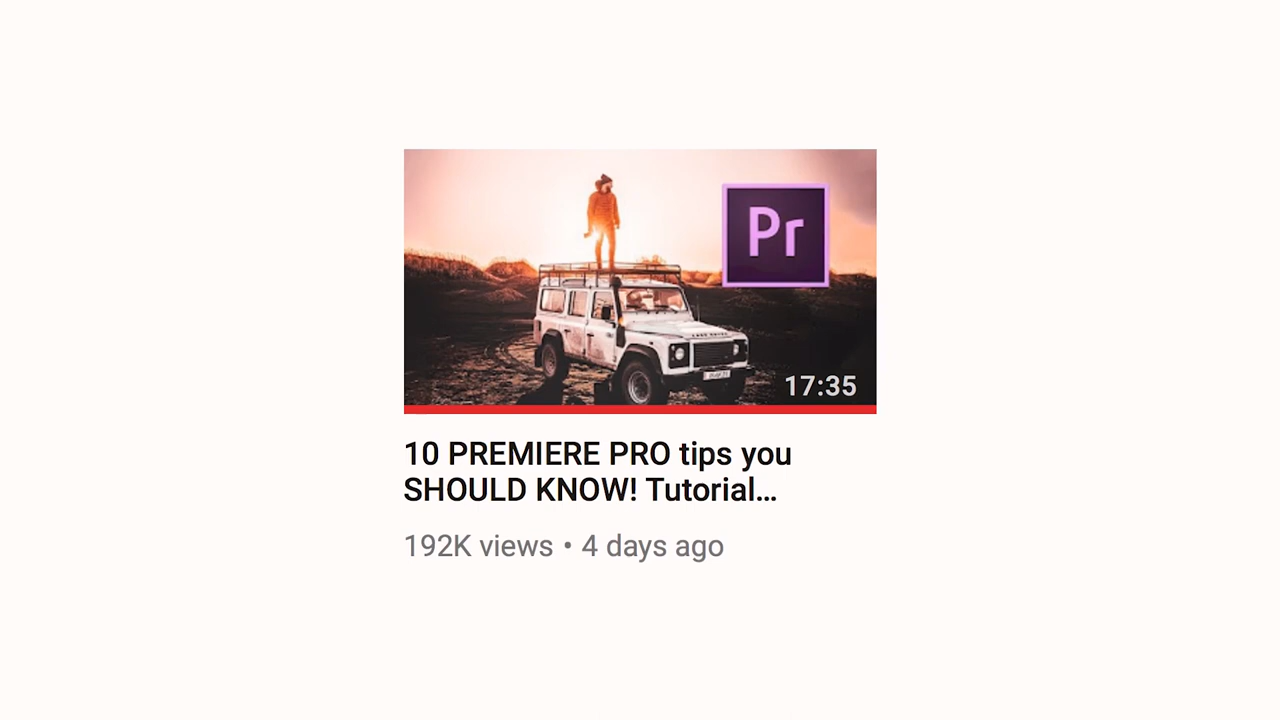 Pr
17:35
10 PREMIERE PRO tips you
SHOULD KNOW! Tutorial...
192K views • 4 days ago